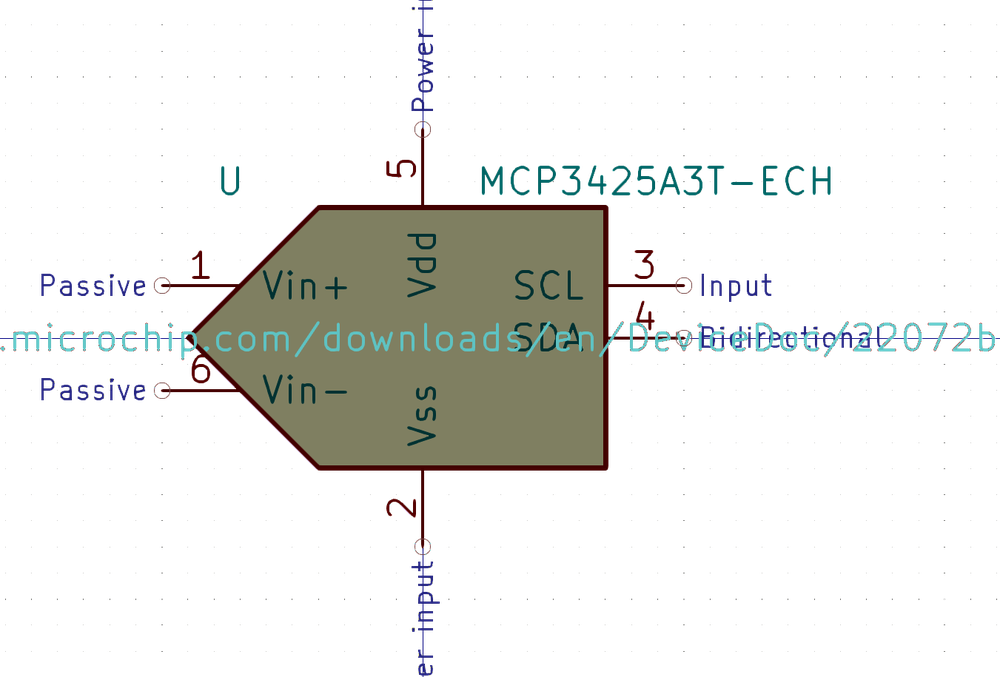 Power in
5
U
MCP3425A3T-ECH
Vdd
1
Passive
Vin+
SCL
3
Input
4
SDA
Bidirectional
.microchip.com/downloads/en/DeviceDoc/22072b
6
Passive
Vin-
Vss
2
er input